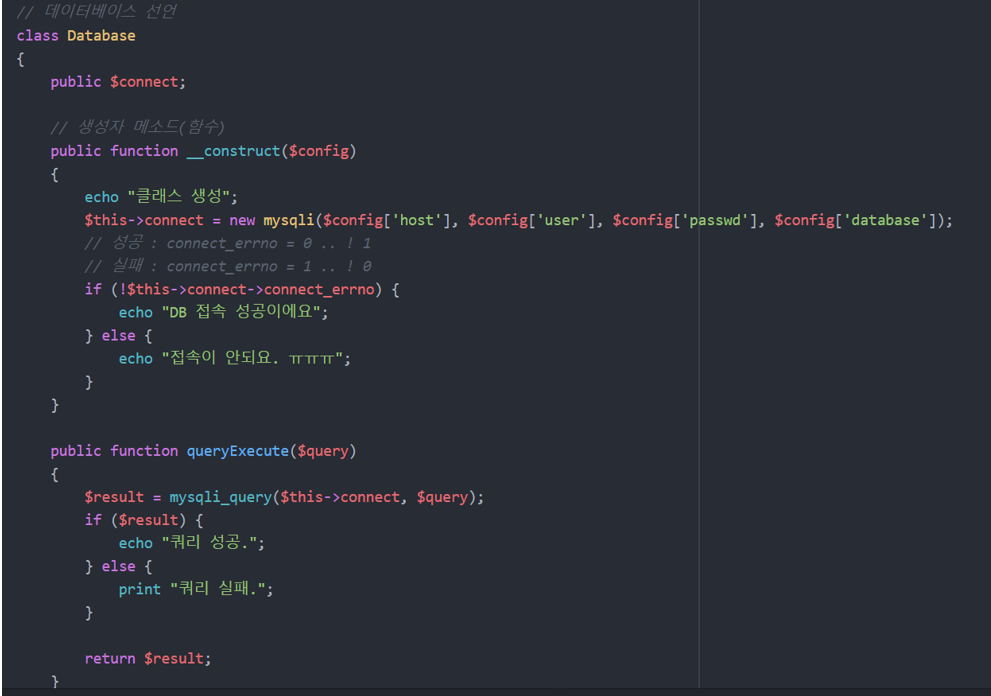 // 데이터베이스 선언
class Database
{
    public $connect;

    // 생성자 메소드(함수)
    public function __construct($config)
    {
        echo "클래스 생성";
        $this->connect = new mysqli($config['host'], $config['user'], $config['passwd'], $config['database']);
        // 성공 : connect_errno = 0 .. ! 1
        // 실패 : connect_errno = 1 .. ! 0
        if (!$this->connect->connect_errno) {
            echo "DB 접속 성공이에요";
        } else {
            echo "접속이 안되요. ㅠㅠㅠ";
        }
    }

    public function queryExecute($query)
    {
        $result = mysqli_query($this->connect, $query);
        if ($result) {
            echo "쿼리 성공.";
        } else {
            print "쿼리 실패.";
        }

        return $result;
    }